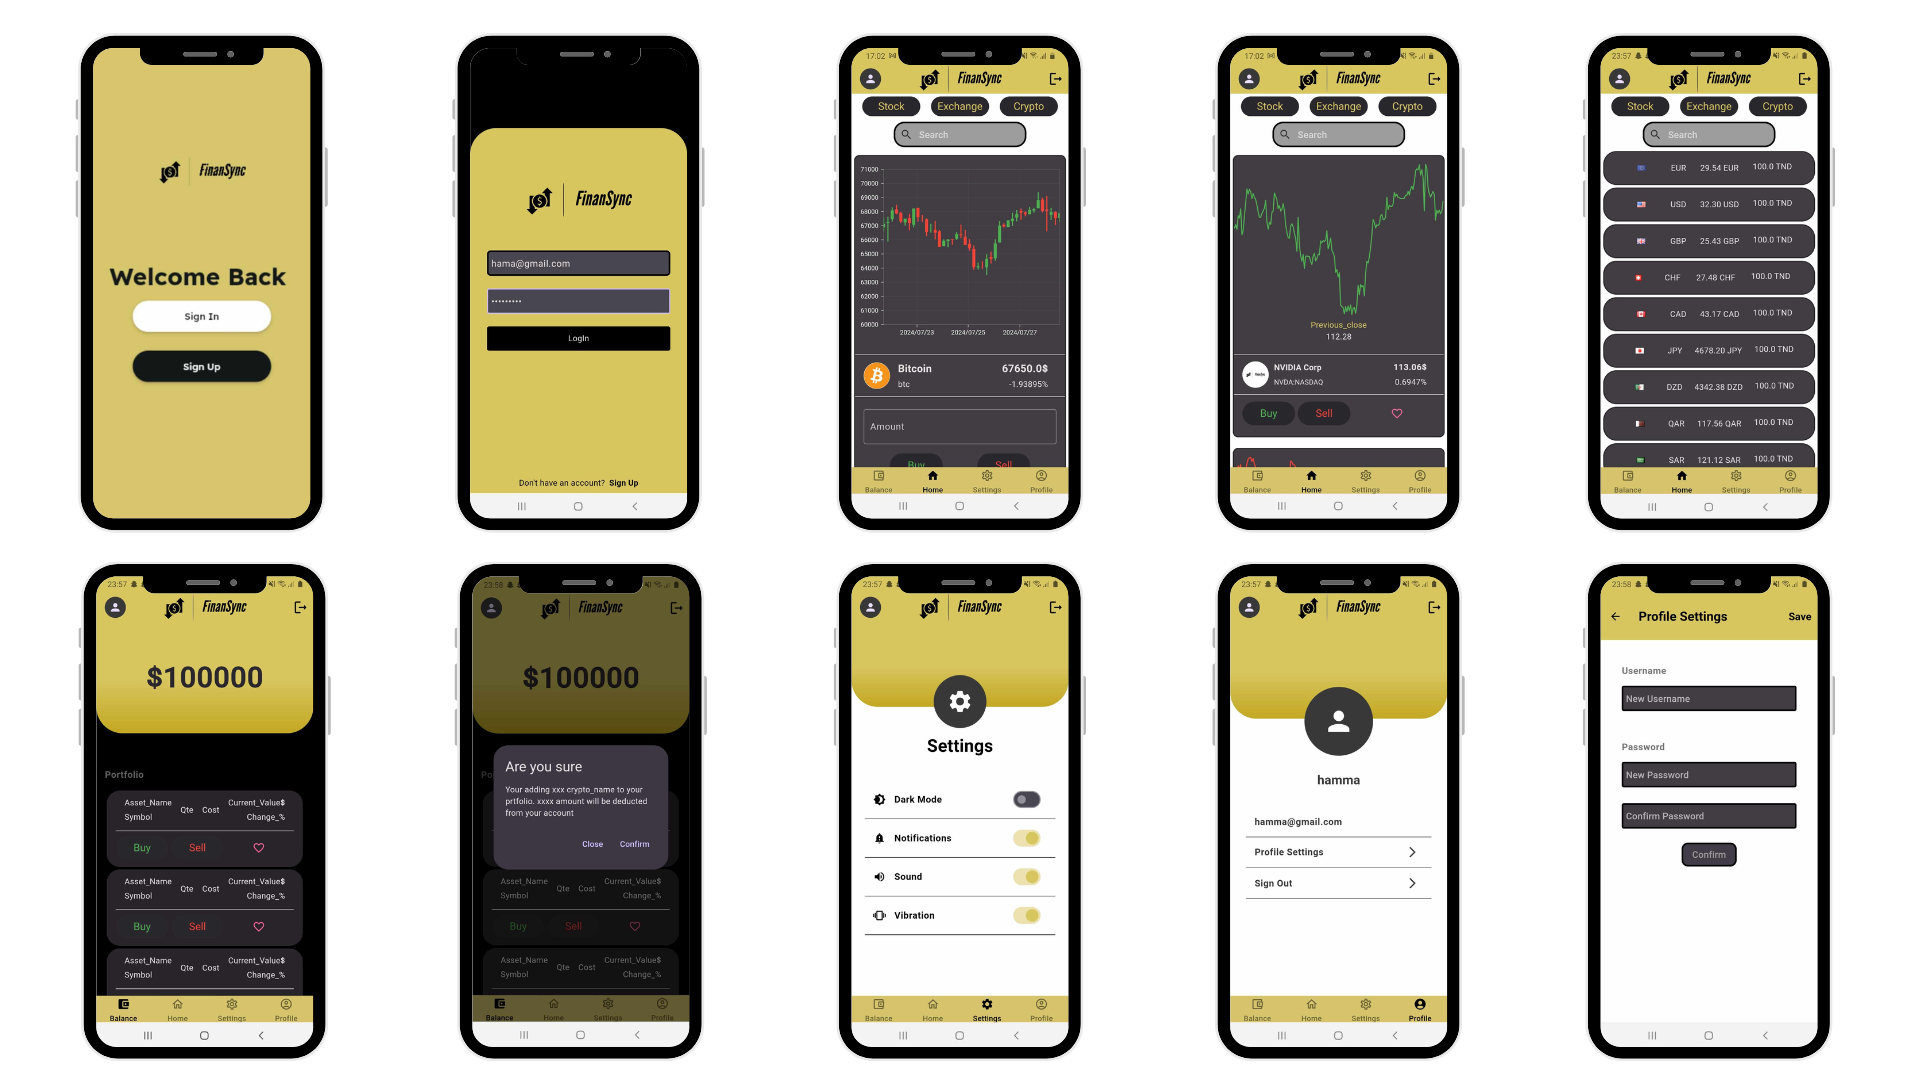 FinanSync
Welcome Back
Sign In
Sign Up
FinanSync
hama@gmail.com
•••••••••
LogIn
Don't have an account? Sign Up
17:02
FinanSync
Stock Exchange Crypto
Search
71000
70000
69000
68000
67000
66000
65000
64000
63000
62000
61000
60000
2024/07/23 2024/07/25 2024/07/27
Bitcoin 67650.0$
btc -1.93895%
Amount
Buy Sell
Balance Home Settings Profile
17:02
FinanSync
Stock Exchange Crypto
Search
Previous_close
112.28
NVIDIA Corp 113.06$
NVDA:NASDAQ 0.6947%
Buy Sell
Balance Home Settings Profile
23:57
FinanSync
Stock Exchange Crypto
Search
EUR 29.54 EUR 100.0 TND
USD 32.30 USD 100.0 TND
GBP 25.43 GBP 100.0 TND
CHF 27.48 CHF 100.0 TND
CAD 43.17 CAD 100.0 TND
JPY 4678.20 JPY 100.0 TND
DZD 4342.38 DZD 100.0 TND
QAR 117.56 QAR 100.0 TND
SAR 121.12 SAR 100.0 TND
Balance Home Settings Profile
23:57
FinanSync
$100000
Portfolio
Asset_Name Qte Cost Current_Value$
Symbol Change_%
Buy Sell
Asset_Name Qte Cost Current_Value$
Symbol Change_%
Buy Sell
Asset_Name Qte Cost Current_Value$
Symbol Change_%
Balance Home Settings Profile
23:58
FinanSync
$100000
Po
Are you sure
Your adding xxx crypto_name to your
prtfolio. xxxx amount will be deducted
from your account
Close Confirm
Asset_Name Qte Cost Current_Value$
Symbol Change_%
Buy Sell
Asset_Name Qte Cost Current_Value$
Symbol Change_%
Balance Home Settings Profile
23:57
FinanSync
Settings
Dark Mode
Notifications
Sound
Vibration
Balance Home Settings Profile
23:57
FinanSync
hamma
hamma@gmail.com
Profile Settings
Sign Out
Balance Home Settings Profile
23:58
Profile Settings Save
Username
New Username
Password
New Password
Confirm Password
Confirm